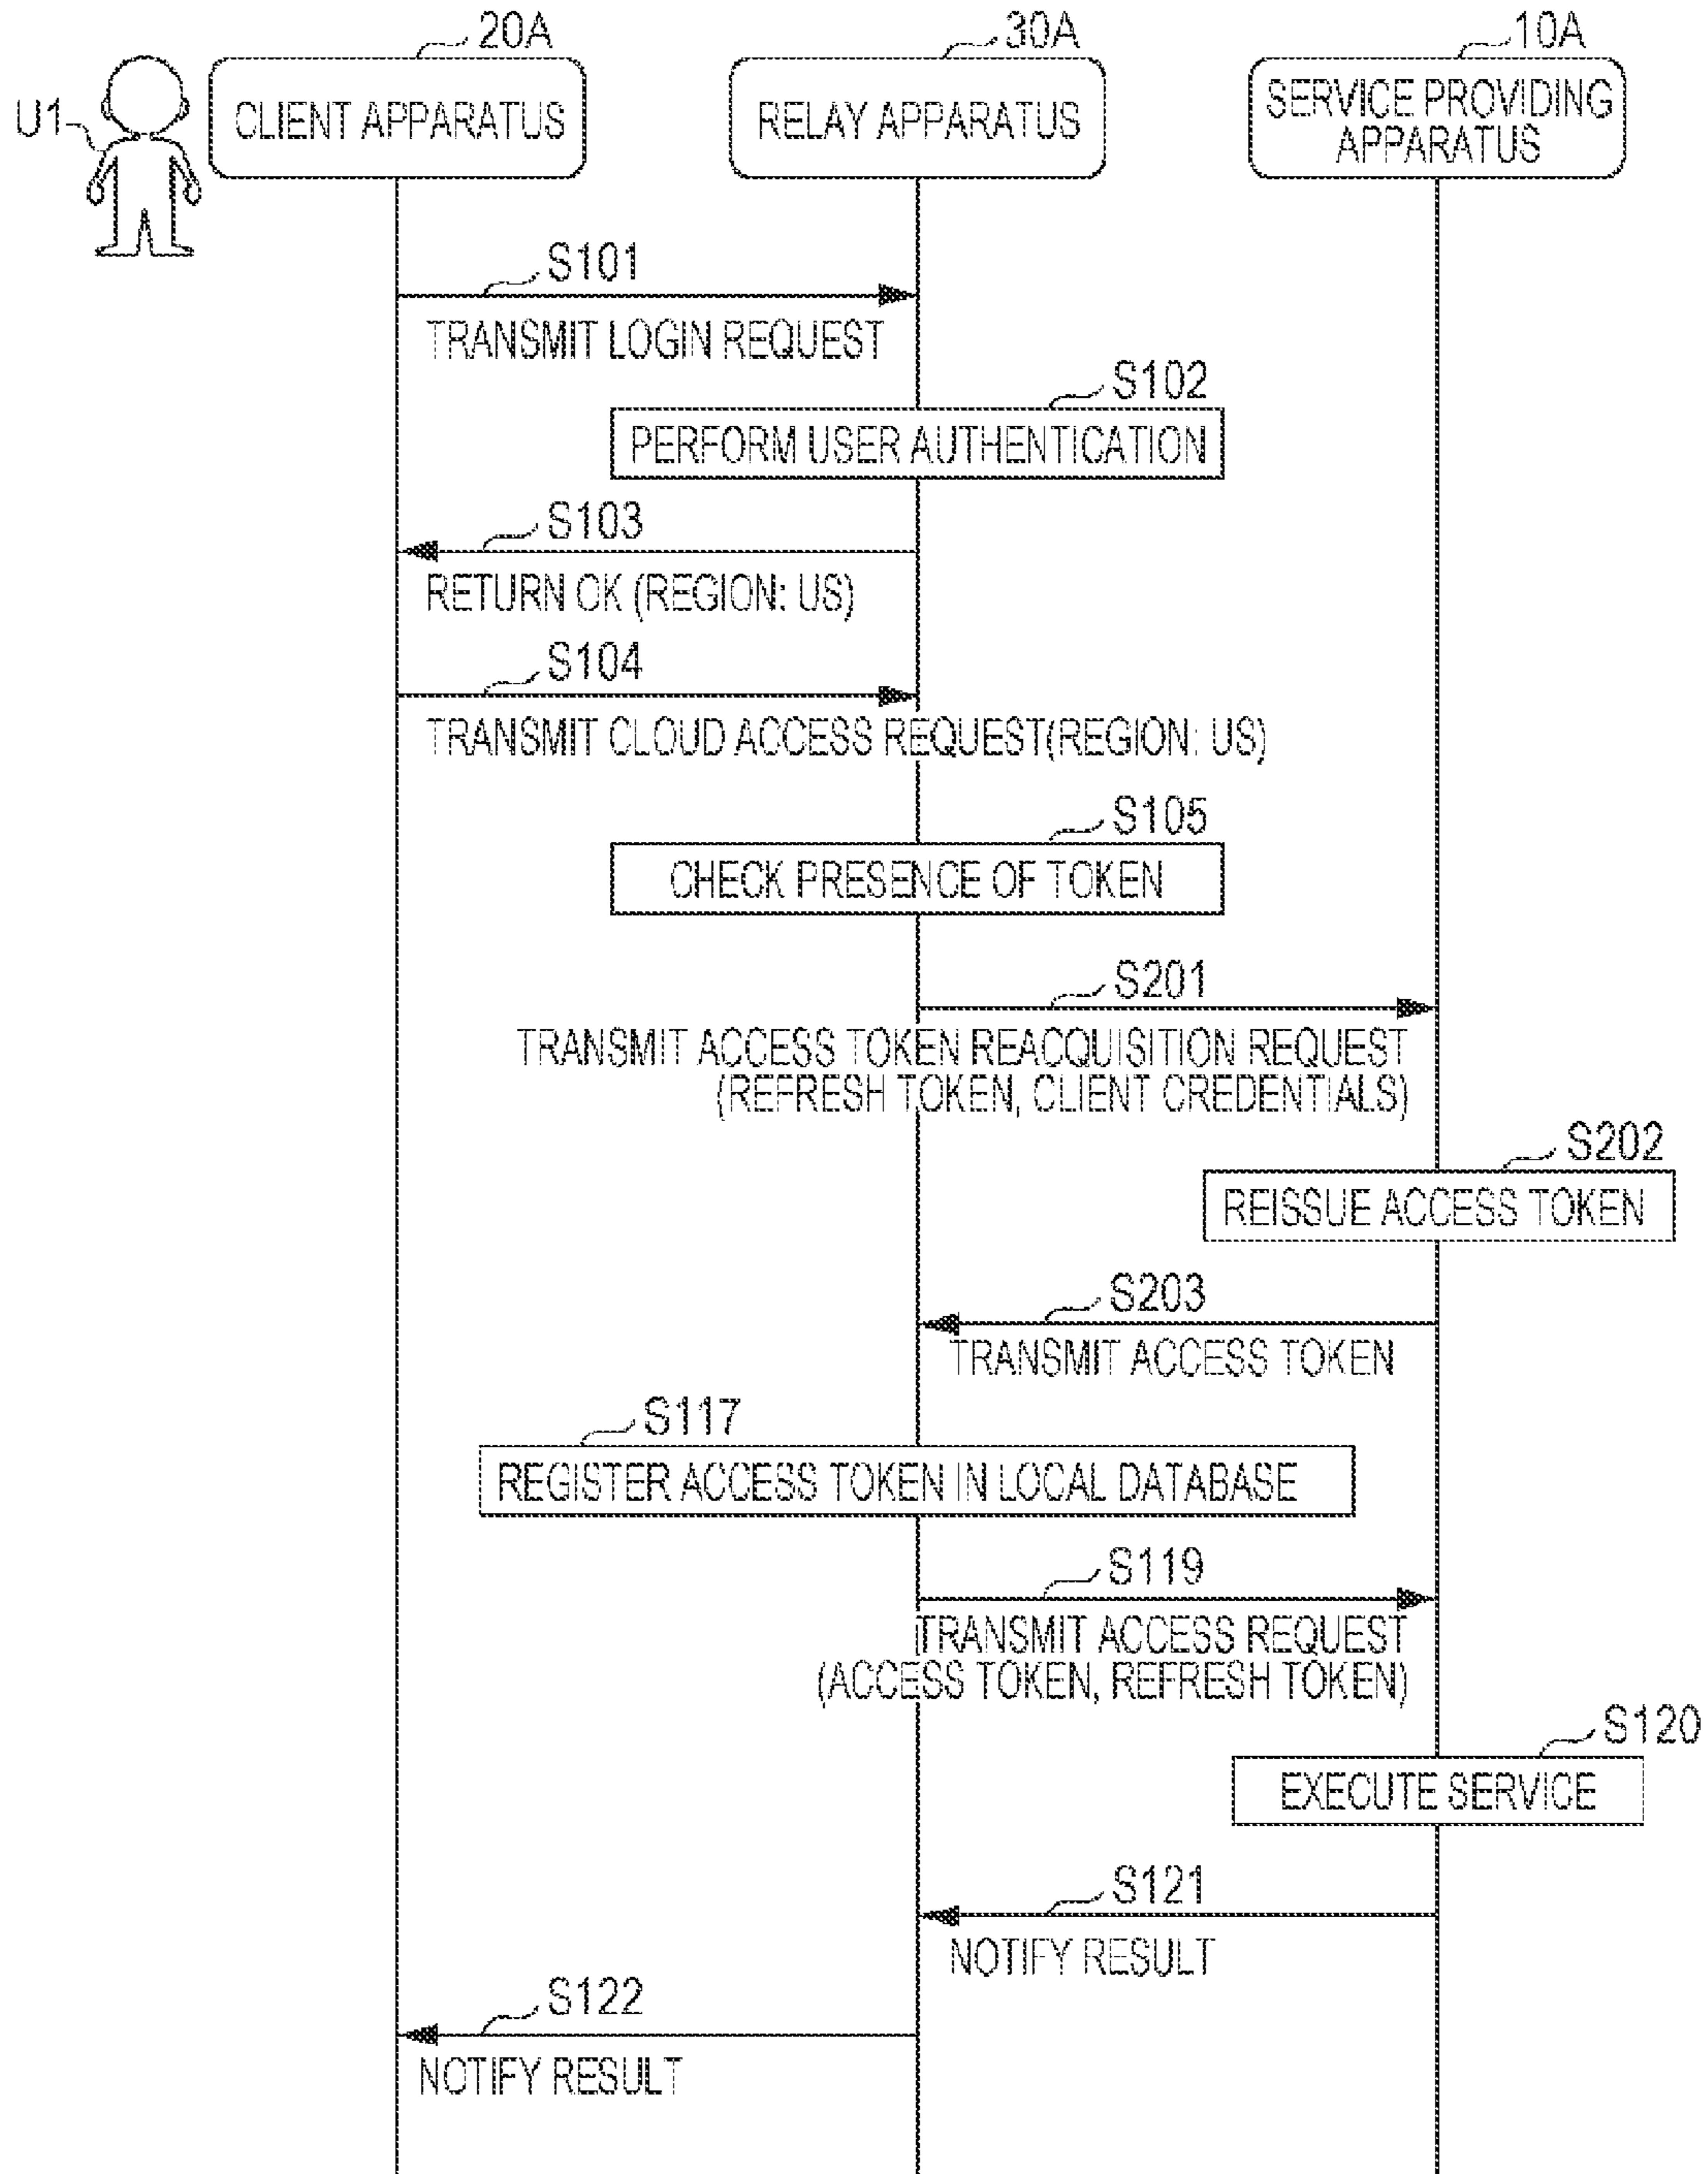 20A
30A
10A
U1
CLIENT APPARATUS
RELAY APPARATUS
SERVICE PROVIDING
APPARATUS
S101
TRANSMIT LOGIN REQUEST
S102
PERFORM USER AUTHENTICATION
S103
RETURN OK (REGION: US)
S104
TRANSMIT CLOUD ACCESS REQUEST(REGION: US)
S105
CHECK PRESENCE OF TOKEN
S201
TRANSMIT ACCESS TOKEN REACQUISITION REQUEST
(REFRESH TOKEN, CLIENT CREDENTIALS)
S202
REISSUE ACCESS TOKEN
S203
TRANSMIT ACCESS TOKEN
S117
REGISTER ACCESS TOKEN IN LOCAL DATABASE
S119
TRANSMIT ACCESS REQUEST
(ACCESS TOKEN, REFRESH TOKEN)
S120
EXECUTE SERVICE
S121
NOTIFY RESULT
S122
NOTIFY RESULT